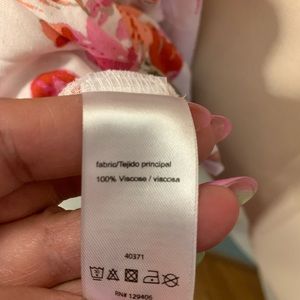 fabric/Tejido principal
100% Viscose / viscosa
40371
RN# 129406